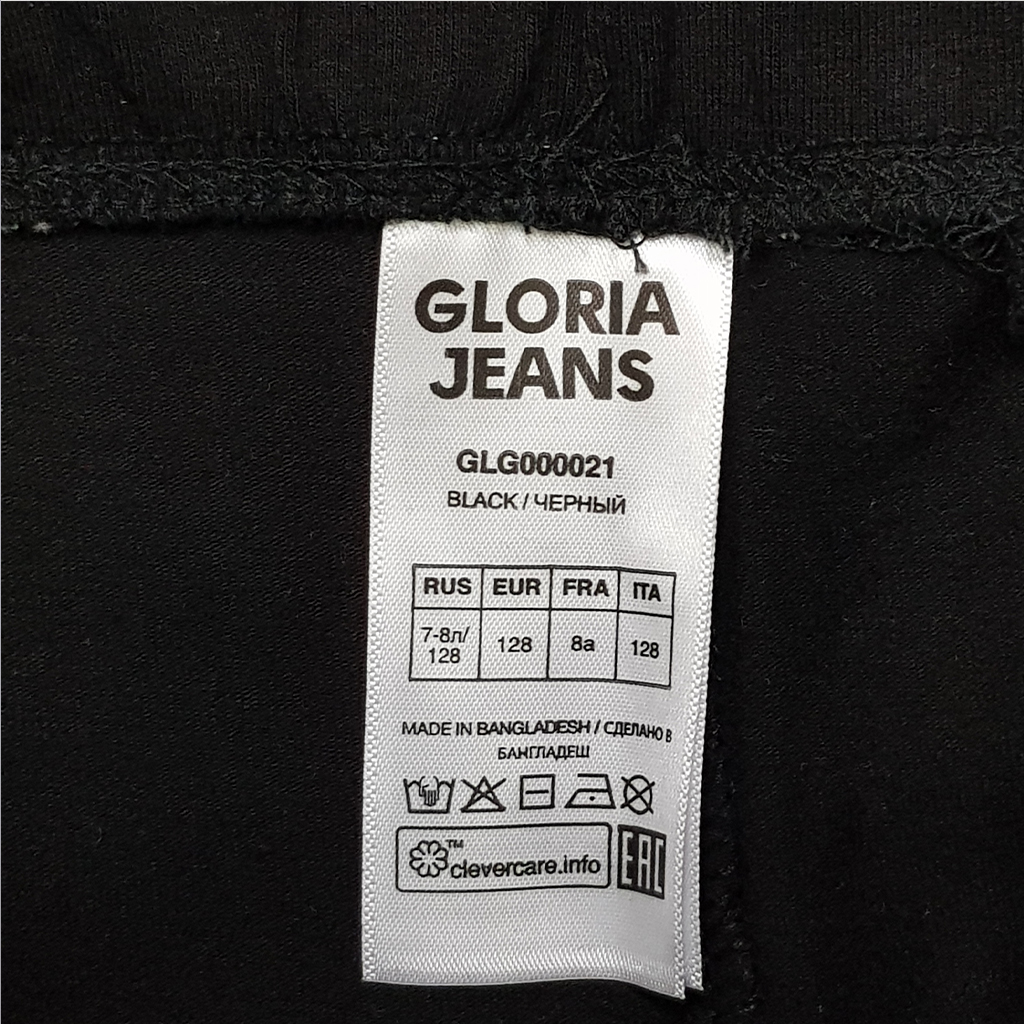 GLORIA
JEANS
GLG000021
BLACK / ЧЕРНЫЙ
RUS EUR FRA ITA
7-8л/
128 128 8a 128
MADE IN BANGLADESH / СДЕЛАНО В
БАНГЛАДЕШ
™ clevercare.info EAC